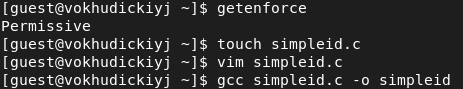 [guest@vokhudickiyj ~]$ getenforce
Permissive
[guest@vokhudickiyj ~]$ touch simpleid.c
[guest@vokhudickiyj ~]$ vim simpleid.c
[guest@vokhudickiyj ~]$ gcc simpleid.c -o simpleid